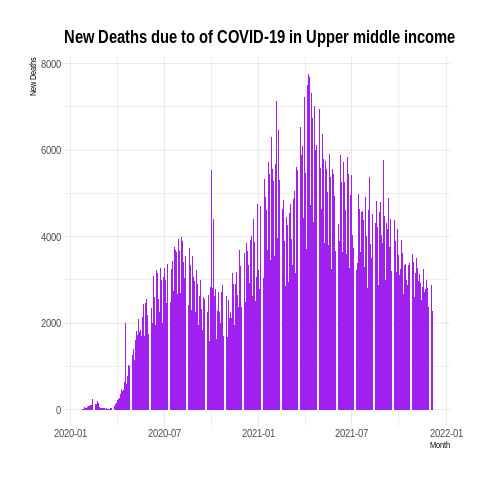 New Deaths due to of COVID-19 in Upper middle income
New Deaths
8000
6000
4000
2000
0
2020-01 2020-07 2021-01 2021-07 2022-01
Month